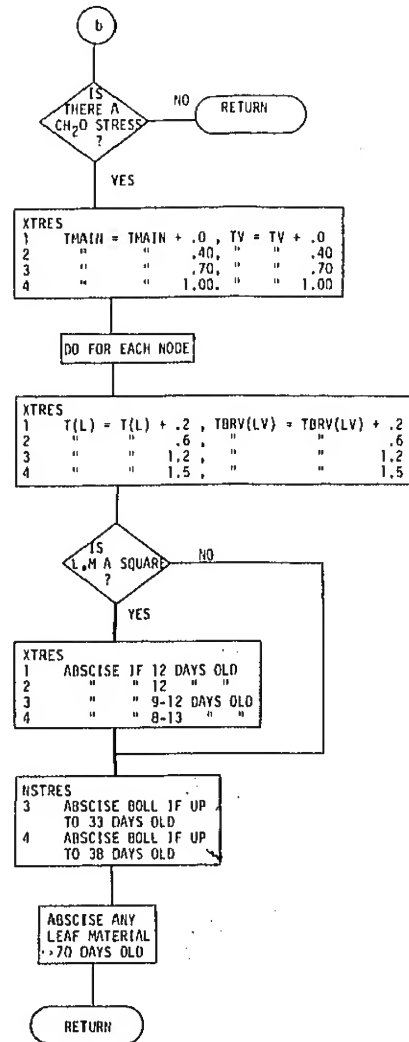 b
IS
THERE A
CH₂O STRESS
?
NO
RETURN
YES
XTRES
1 TMAIN = TMAIN + .0 , TV = TV + .0
2 " " .40, " " .40
3 " " .70, " " .70
4 " " 1.00. " " 1.00
DO FOR EACH NODE
XTRES
1 T(L) = T(L) + .2 , TBRV(LV) = TBRV(LV) + .2
2 " " .6 , " " .6
3 " " 1.2 , " " 1.2
4 " " 1.5 , " " 1.5
IS
L,M A SQUARE
?
NO
YES
XTRES
1 ABSCISE IF 12 DAYS OLD
2 " " 12 " "
3 " " 9-12 DAYS OLD
4 " " 8-13 " "
NSTRES
3 ABSCISE BOLL IF UP
TO 33 DAYS OLD
4 ABSCISE BOLL IF UP
TO 38 DAYS OLD
ABSCISE ANY
LEAF MATERIAL
>70 DAYS OLD
RETURN